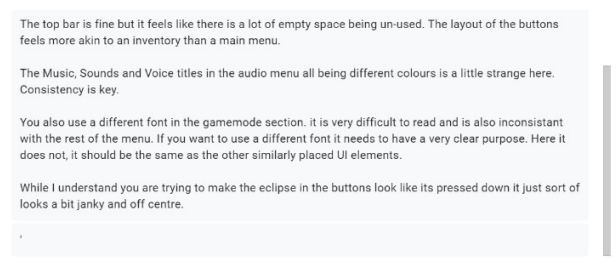 The top bar is fine but it feels like there is a lot of empty space being un-used. The layout of the buttons
feels more akin to an inventory than a main menu.
The Music, Sounds and Voice titles in the audio menu all being different colours is a little strange here.
Consistency is key.
You also use a different font in the gamemode section. it is very difficult to read and is also inconsistant
with the rest of the menu. If you want to use a different font it needs to have a very clear purpose. Here it
does not, it should be the same as the other similarly placed UI elements.
While I understand you are trying to make the eclipse in the buttons look like its pressed down it just sort of
looks a bit janky and off centre.
,